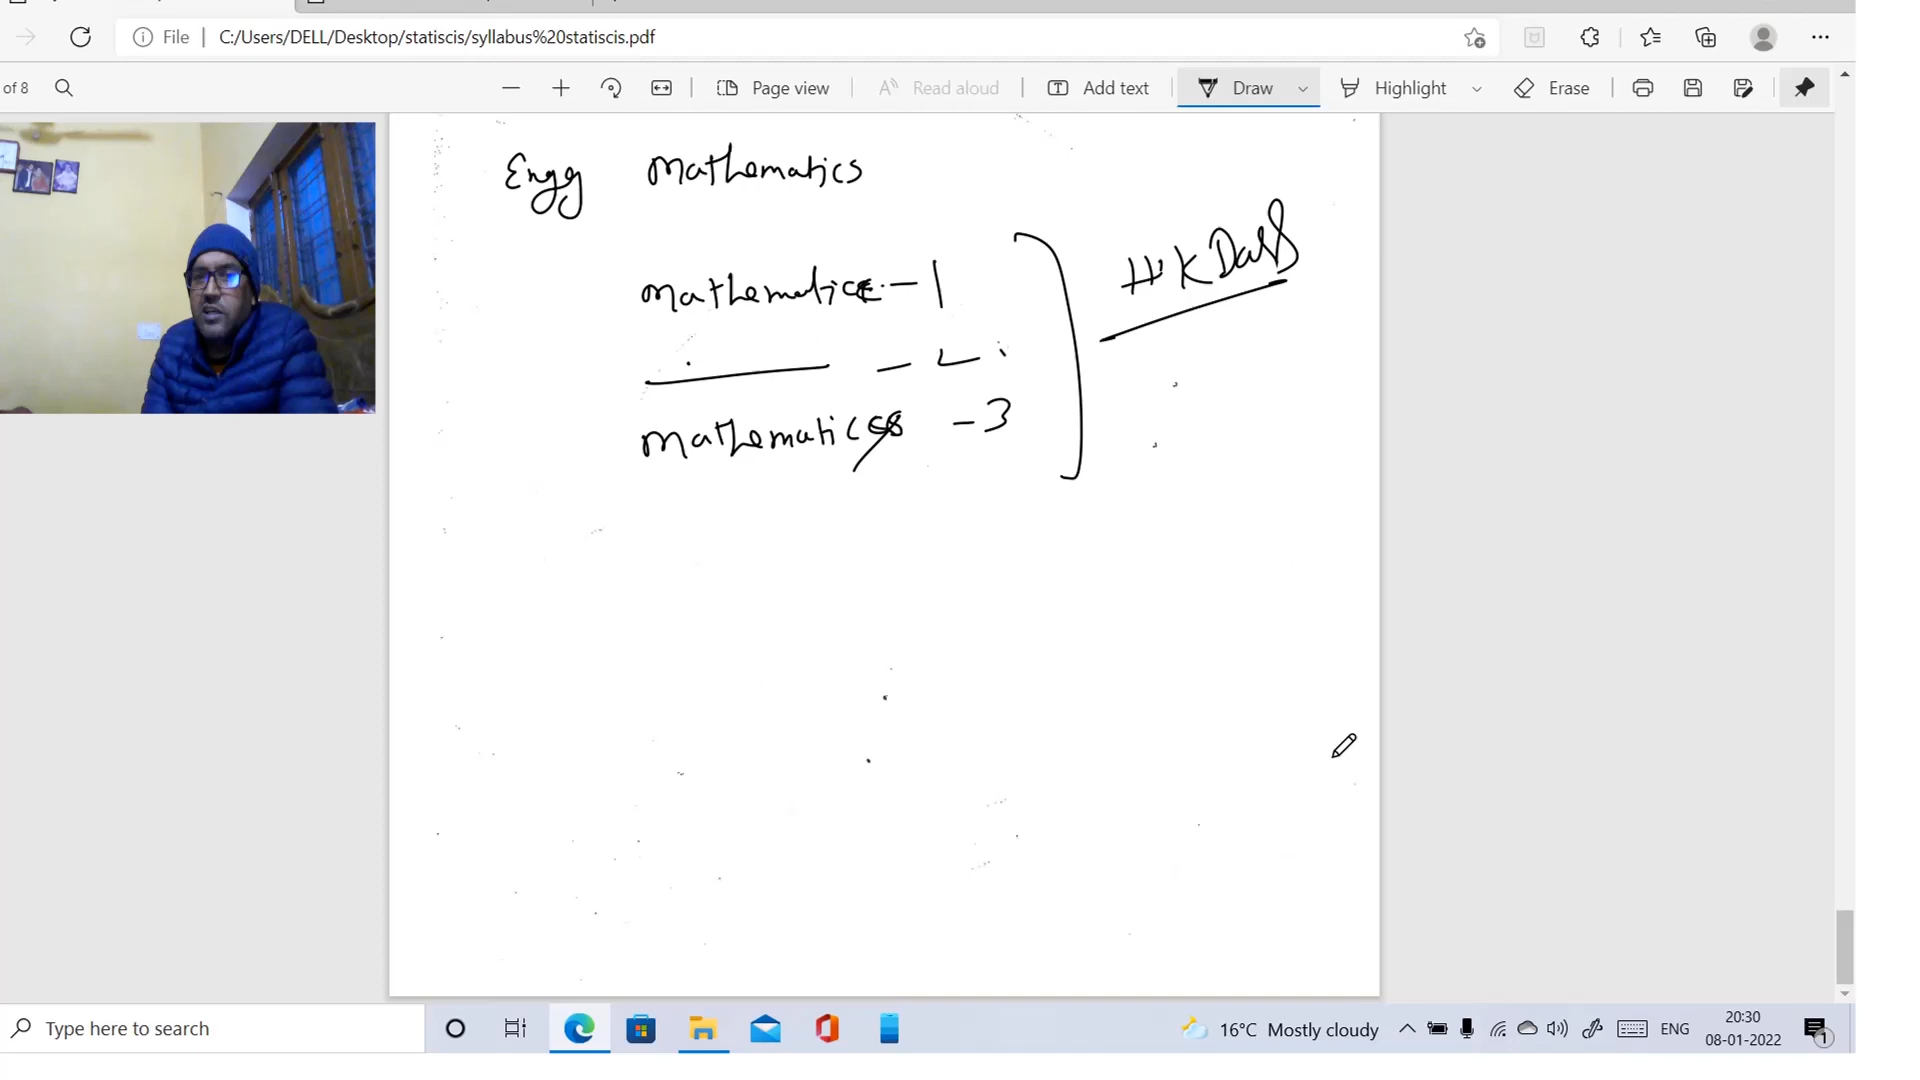 File
C:/Users/DELL/Desktop/statiscis/syllabus%20statiscis.pdf
of 8
Page view
Read aloud
Add text
Draw
Highlight
Erase
Engg Mathematics
Mathematics - 1
- 2
Mathematics - 3
H.K Dass
Type here to search
16°C Mostly cloudy
ENG
20:30
08-01-2022
1